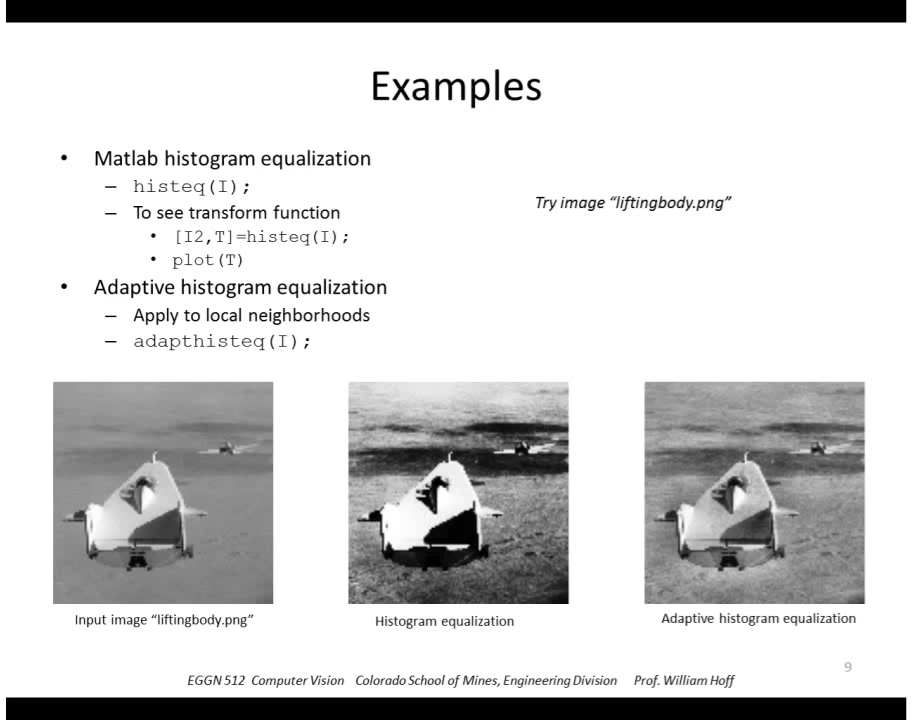 Examples
• Matlab histogram equalization
– histeq(I);
– To see transform function
• [I2,T]=histeq(I);
• plot(T)
• Adaptive histogram equalization
– Apply to local neighborhoods
– adapthisteq(I);
Try image “liftingbody.png”
Input image “liftingbody.png”
Histogram equalization
Adaptive histogram equalization
9
EGGN 512 Computer Vision Colorado School of Mines, Engineering Division Prof. William Hoff